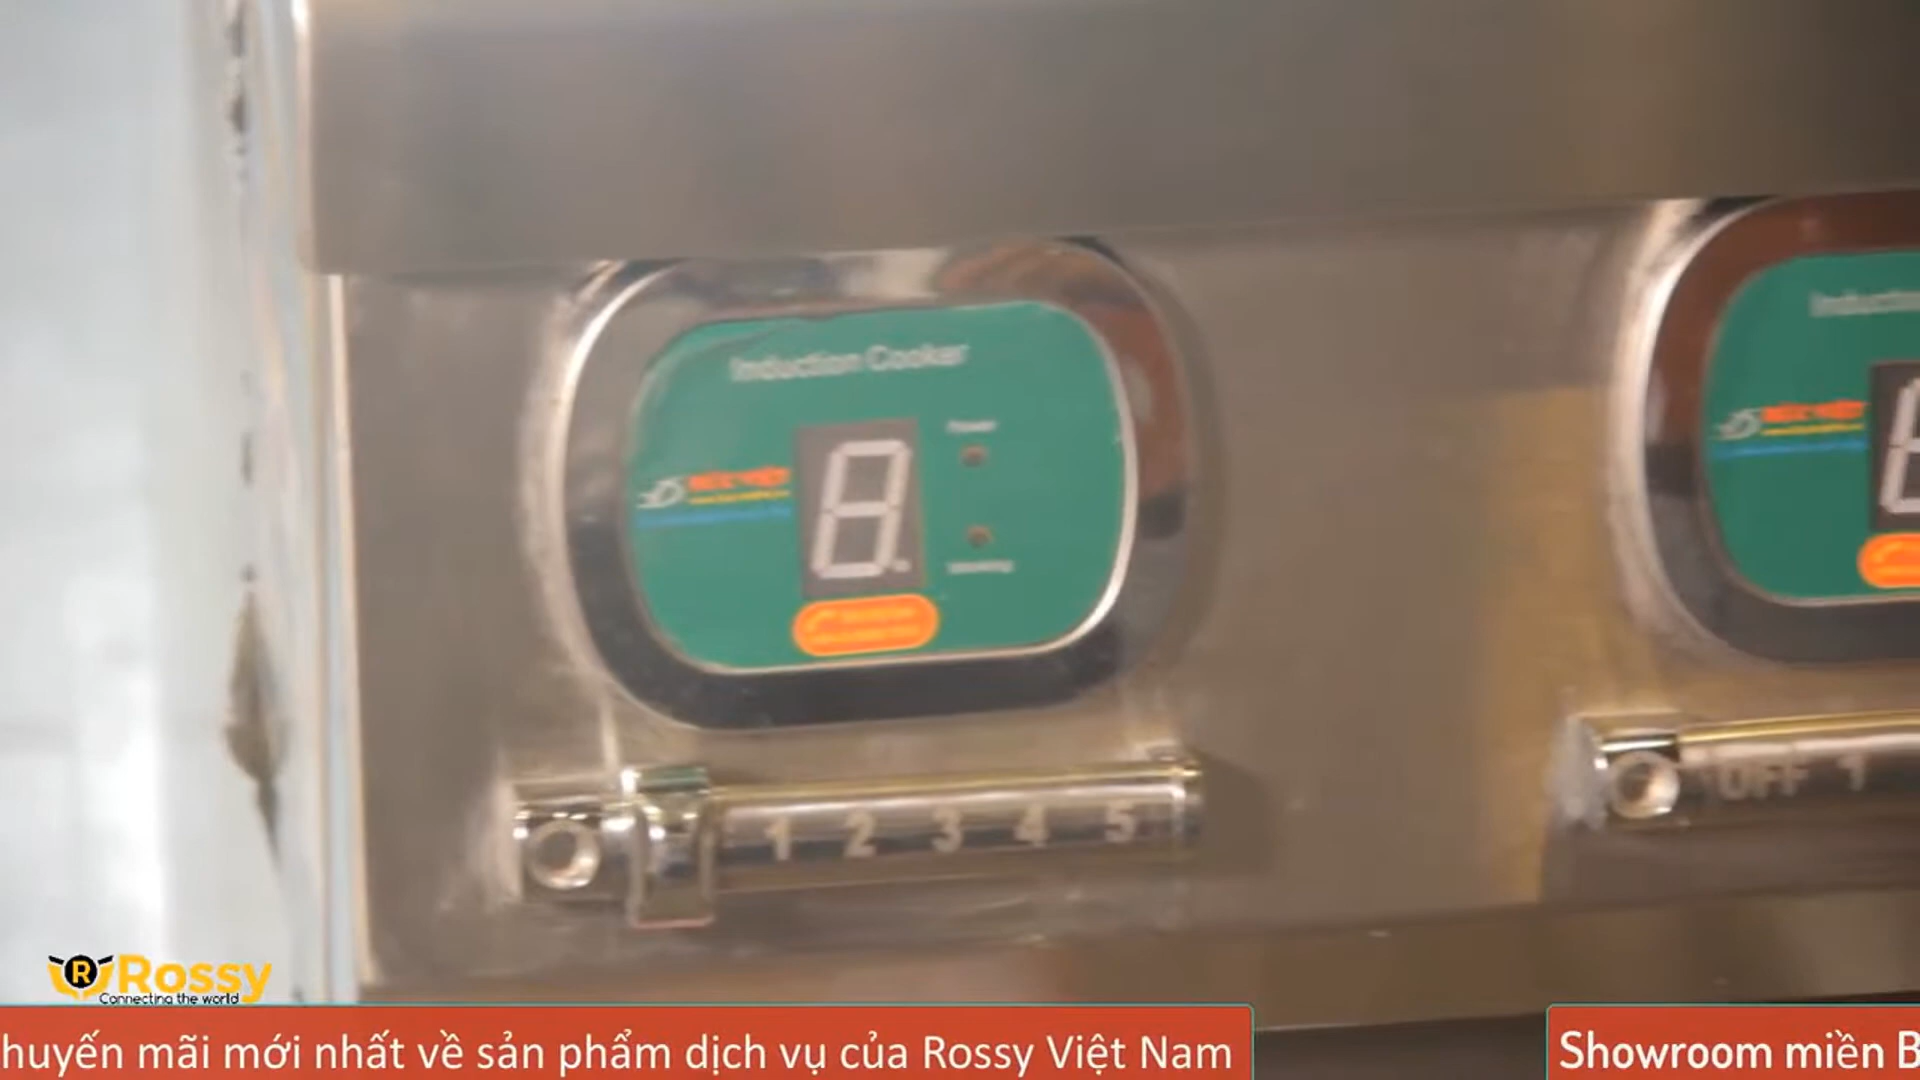 Induction Cooker
Power
8.
1 2 3 4 5
OFF 1
R Rossy
Connecting the world
huyến mãi mới nhất về sản phẩm dịch vụ của Rossy Việt Nam
Showroom miền B